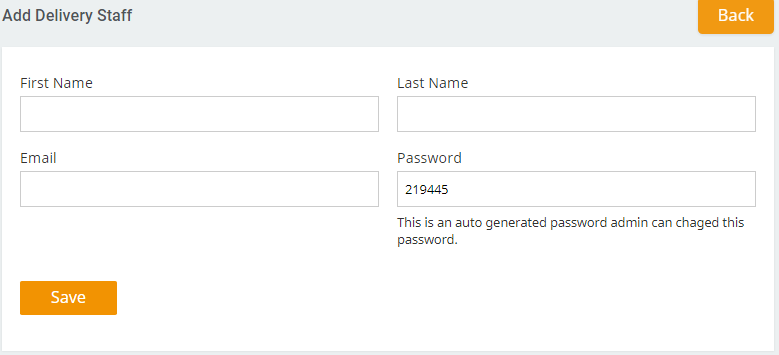 Add Delivery Staff
Back
First Name
Last Name
Email
Password
219445
This is an auto generated password admin can chaged this
password.
Save